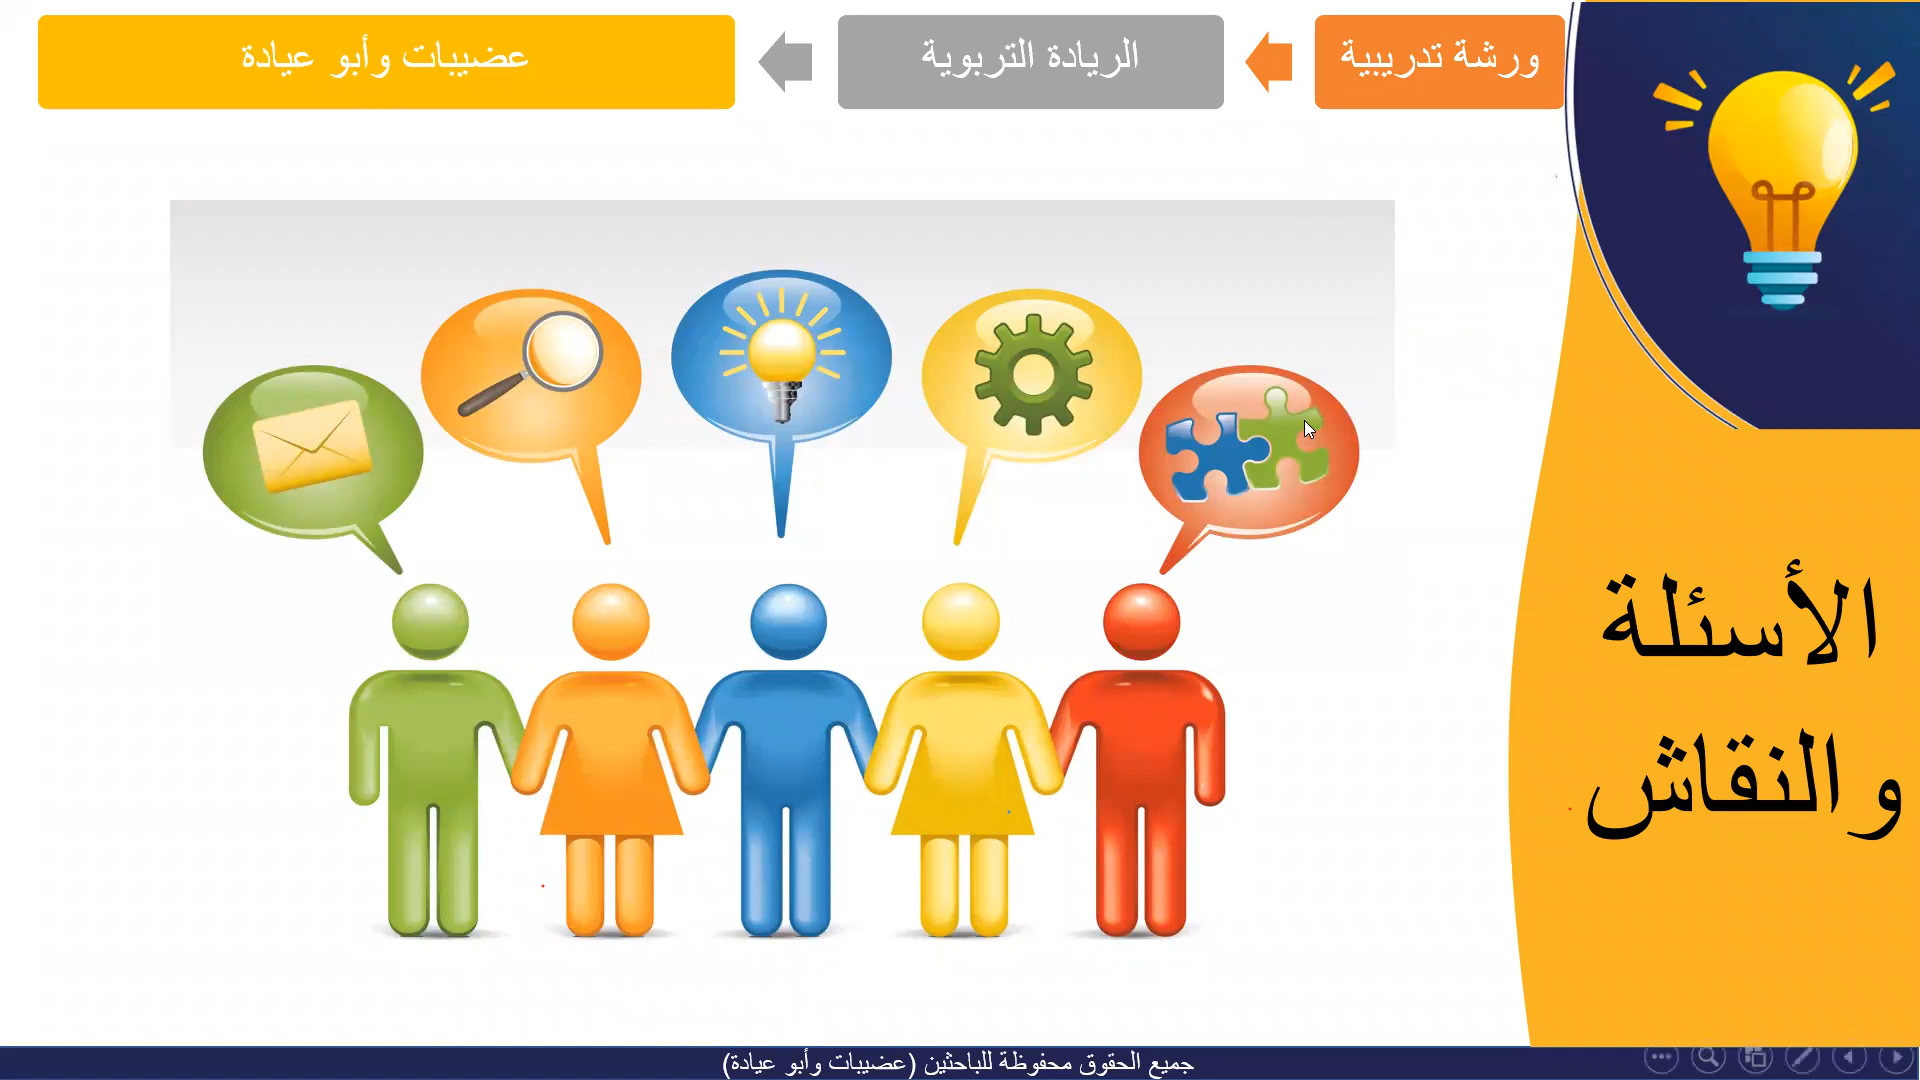 ورشة تدريبية
الريادة التربوية
عضيبات وأبو عيادة
الأسئلة
والنقاش
جميع الحقوق محفوظة للباحثين (عضيبات وأبو عيادة)